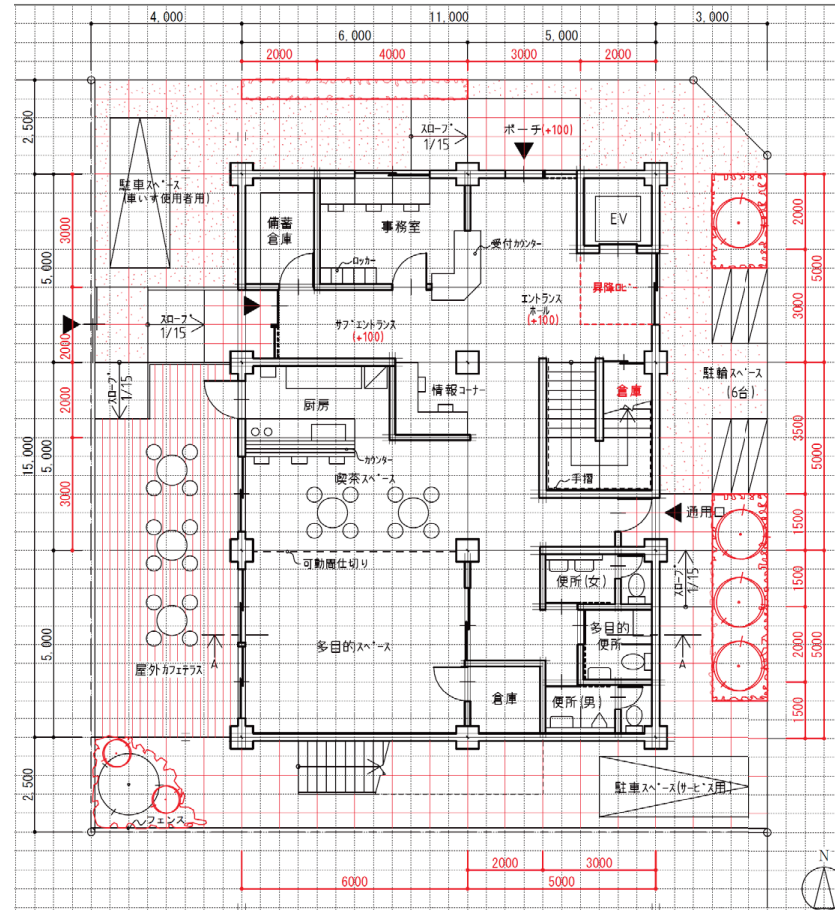 4,000
11,000
3,000
6,000
5,000
2000
4000
3000
2000
2,500
スロープ
1/15
ポーチ(+100)
駐車スペース
(車いす使用者用)
備蓄
倉庫
事務室
受付カウンター
EV
ロッカー
昇降ロビー
エントランス
ホール
(+100)
サブエントランス
(+100)
スロープ
1/15
スロープ
1/15
厨房
情報コーナー
倉庫
駐輪スペース
(6台)
カウンター
喫茶スペース
手摺
通用口
可動間仕切り
便所(女)
スロープ
1/15
多目的スペース
多目的
便所
A
A
屋外カフェテラス
倉庫
便所(男)
駐車スペース(サービス用)
フェンス
3000
5,000
2000
2000
15,000
5,000
3000
5,000
2,500
2000
5000
3000
3500
5000
1500
1500
2000
5000
1500
2000
3000
6000
5000
N